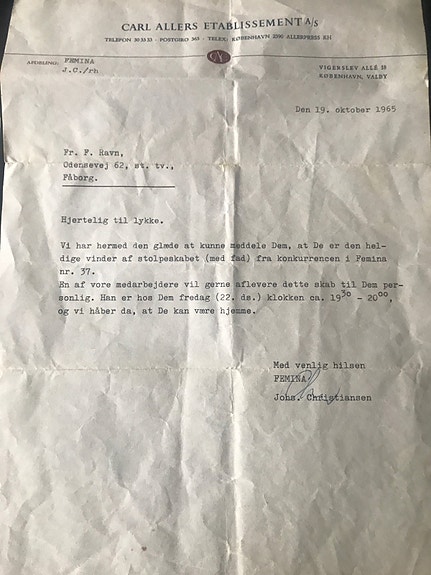 CARL ALLERS ETABLISSEMENT A/S
TELEFON 30 33 33 · POSTGIRO 365 · TELEX: KØBENHAVN 2390 ALLERPRESS KH
AFDELING: FEMINA
J.C./rh
VIGERSLEV ALLÉ 18
KØBENHAVN, VALBY
Den 19. oktober 1965
Fr. F. Ravn,
Odensevej 62, st. tv.,
Fåborg.
Hjertelig til lykke.
Vi har hermed den glæde at kunne meddele Dem, at De er den hel-
dige vinder af stolpeskabet (med fad) fra konkurrencen i Femina
nr. 37.
En af vore medarbejdere vil gerne aflevere dette skab til Dem per-
sonlig. Han er hos Dem fredag (22. ds.) klokken ca. 19³⁰ - 20⁰⁰,
og vi håber da, at De kan være hjemme.
Med venlig hilsen
FEMINA
Johs. Christiansen